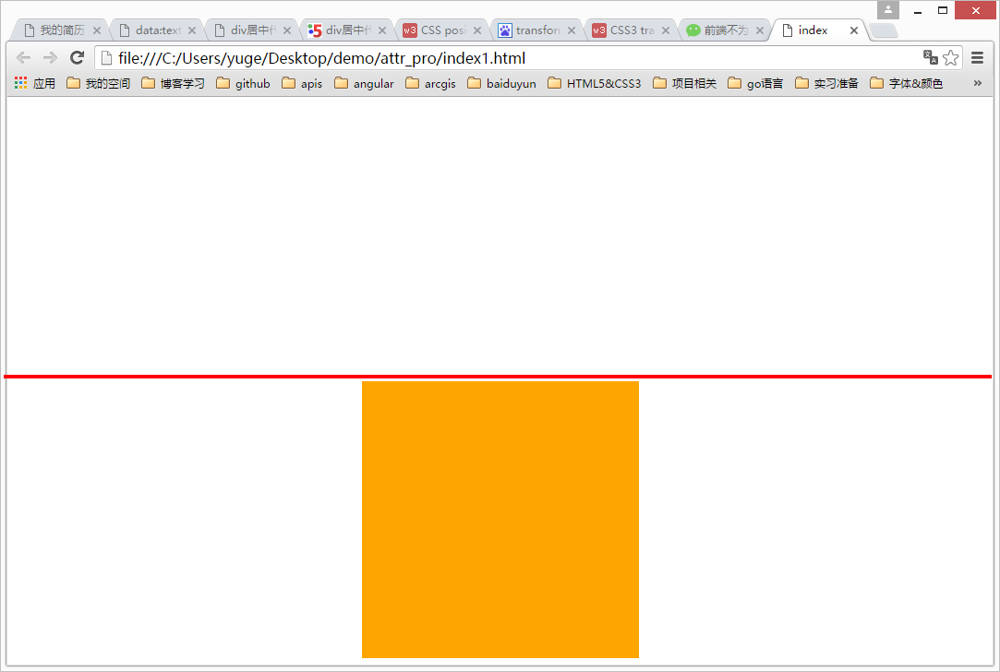 我的简历 data:text div居中 div居中 CSS posi transfor CSS3 tra 前端不为 index
file:///C:/Users/yuge/Desktop/demo/attr_pro/index1.html
应用 我的空间 博客学习 github apis angular arcgis baiduyun HTML5&CSS3 项目相关 go语言 实习准备 字体&颜色 »